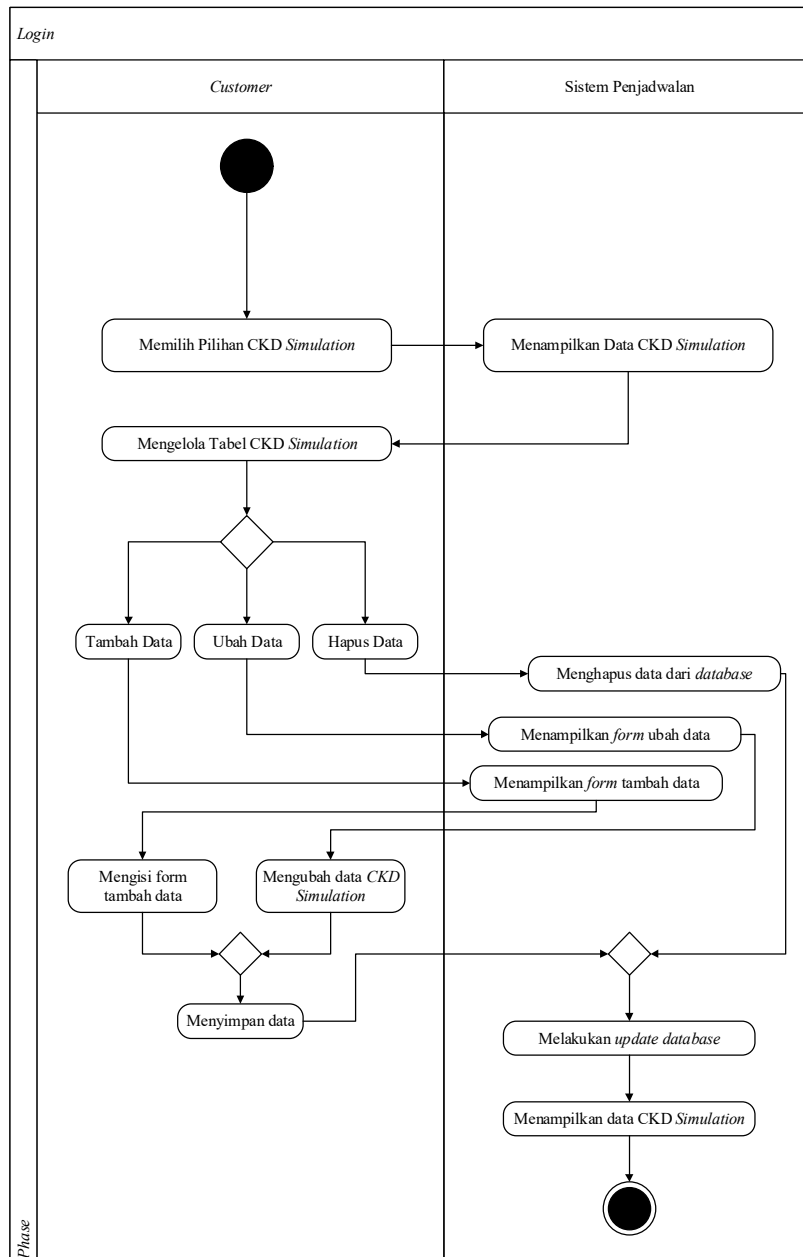 Login
Customer
Sistem Penjadwalan
Memilih Pilihan CKD Simulation
Menampilkan Data CKD Simulation
Mengelola Tabel CKD Simulation
Tambah Data
Ubah Data
Hapus Data
Menghapus data dari database
Menampilkan form ubah data
Menampilkan form tambah data
Mengisi form
tambah data
Mengubah data CKD
Simulation
Menyimpan data
Melakukan update database
Menampilkan data CKD Simulation
Phase